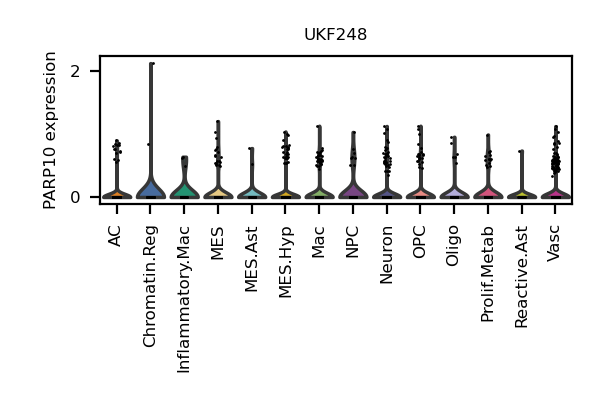 UKF248
PARP10 expression
2
0
AC
Chromatin.Reg
Inflammatory.Mac
MES
MES.Ast
MES.Hyp
Mac
NPC
Neuron
OPC
Oligo
Prolif.Metab
Reactive.Ast
Vasc